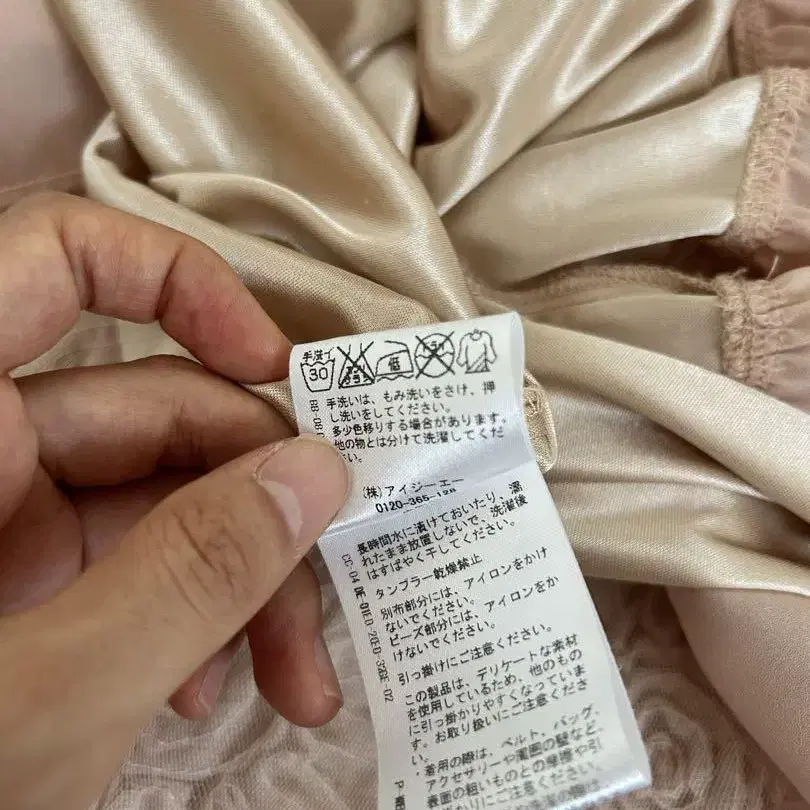 手洗イ
30
低
手洗いは、もみ洗いをさけ、押
し洗いをしてください。
多少色移りする場合があります。
他の物とは分けて洗濯してくだ
さい。
(株)アイジーエー
0120-365-128
長時間水に漬けておいたり、濡
れたまま放置しないで、洗濯後
はすばやく干してください。
タンブラー乾燥禁止
別布部分には、アイロンをかけ
ないでください。
ビーズ部分には、アイロンをか
けないでください。
引っ掛けにご注意ください。
この製品は、デリケートな素材
を使用しているため、他のもの
に引っ掛かりやすくなっていま
す。お取り扱いにご注意くださ
い。
・着用の際は、ベルト、バッグ、
アクセサリーや周囲の壁など、
表面の粗いものとの摩擦や引